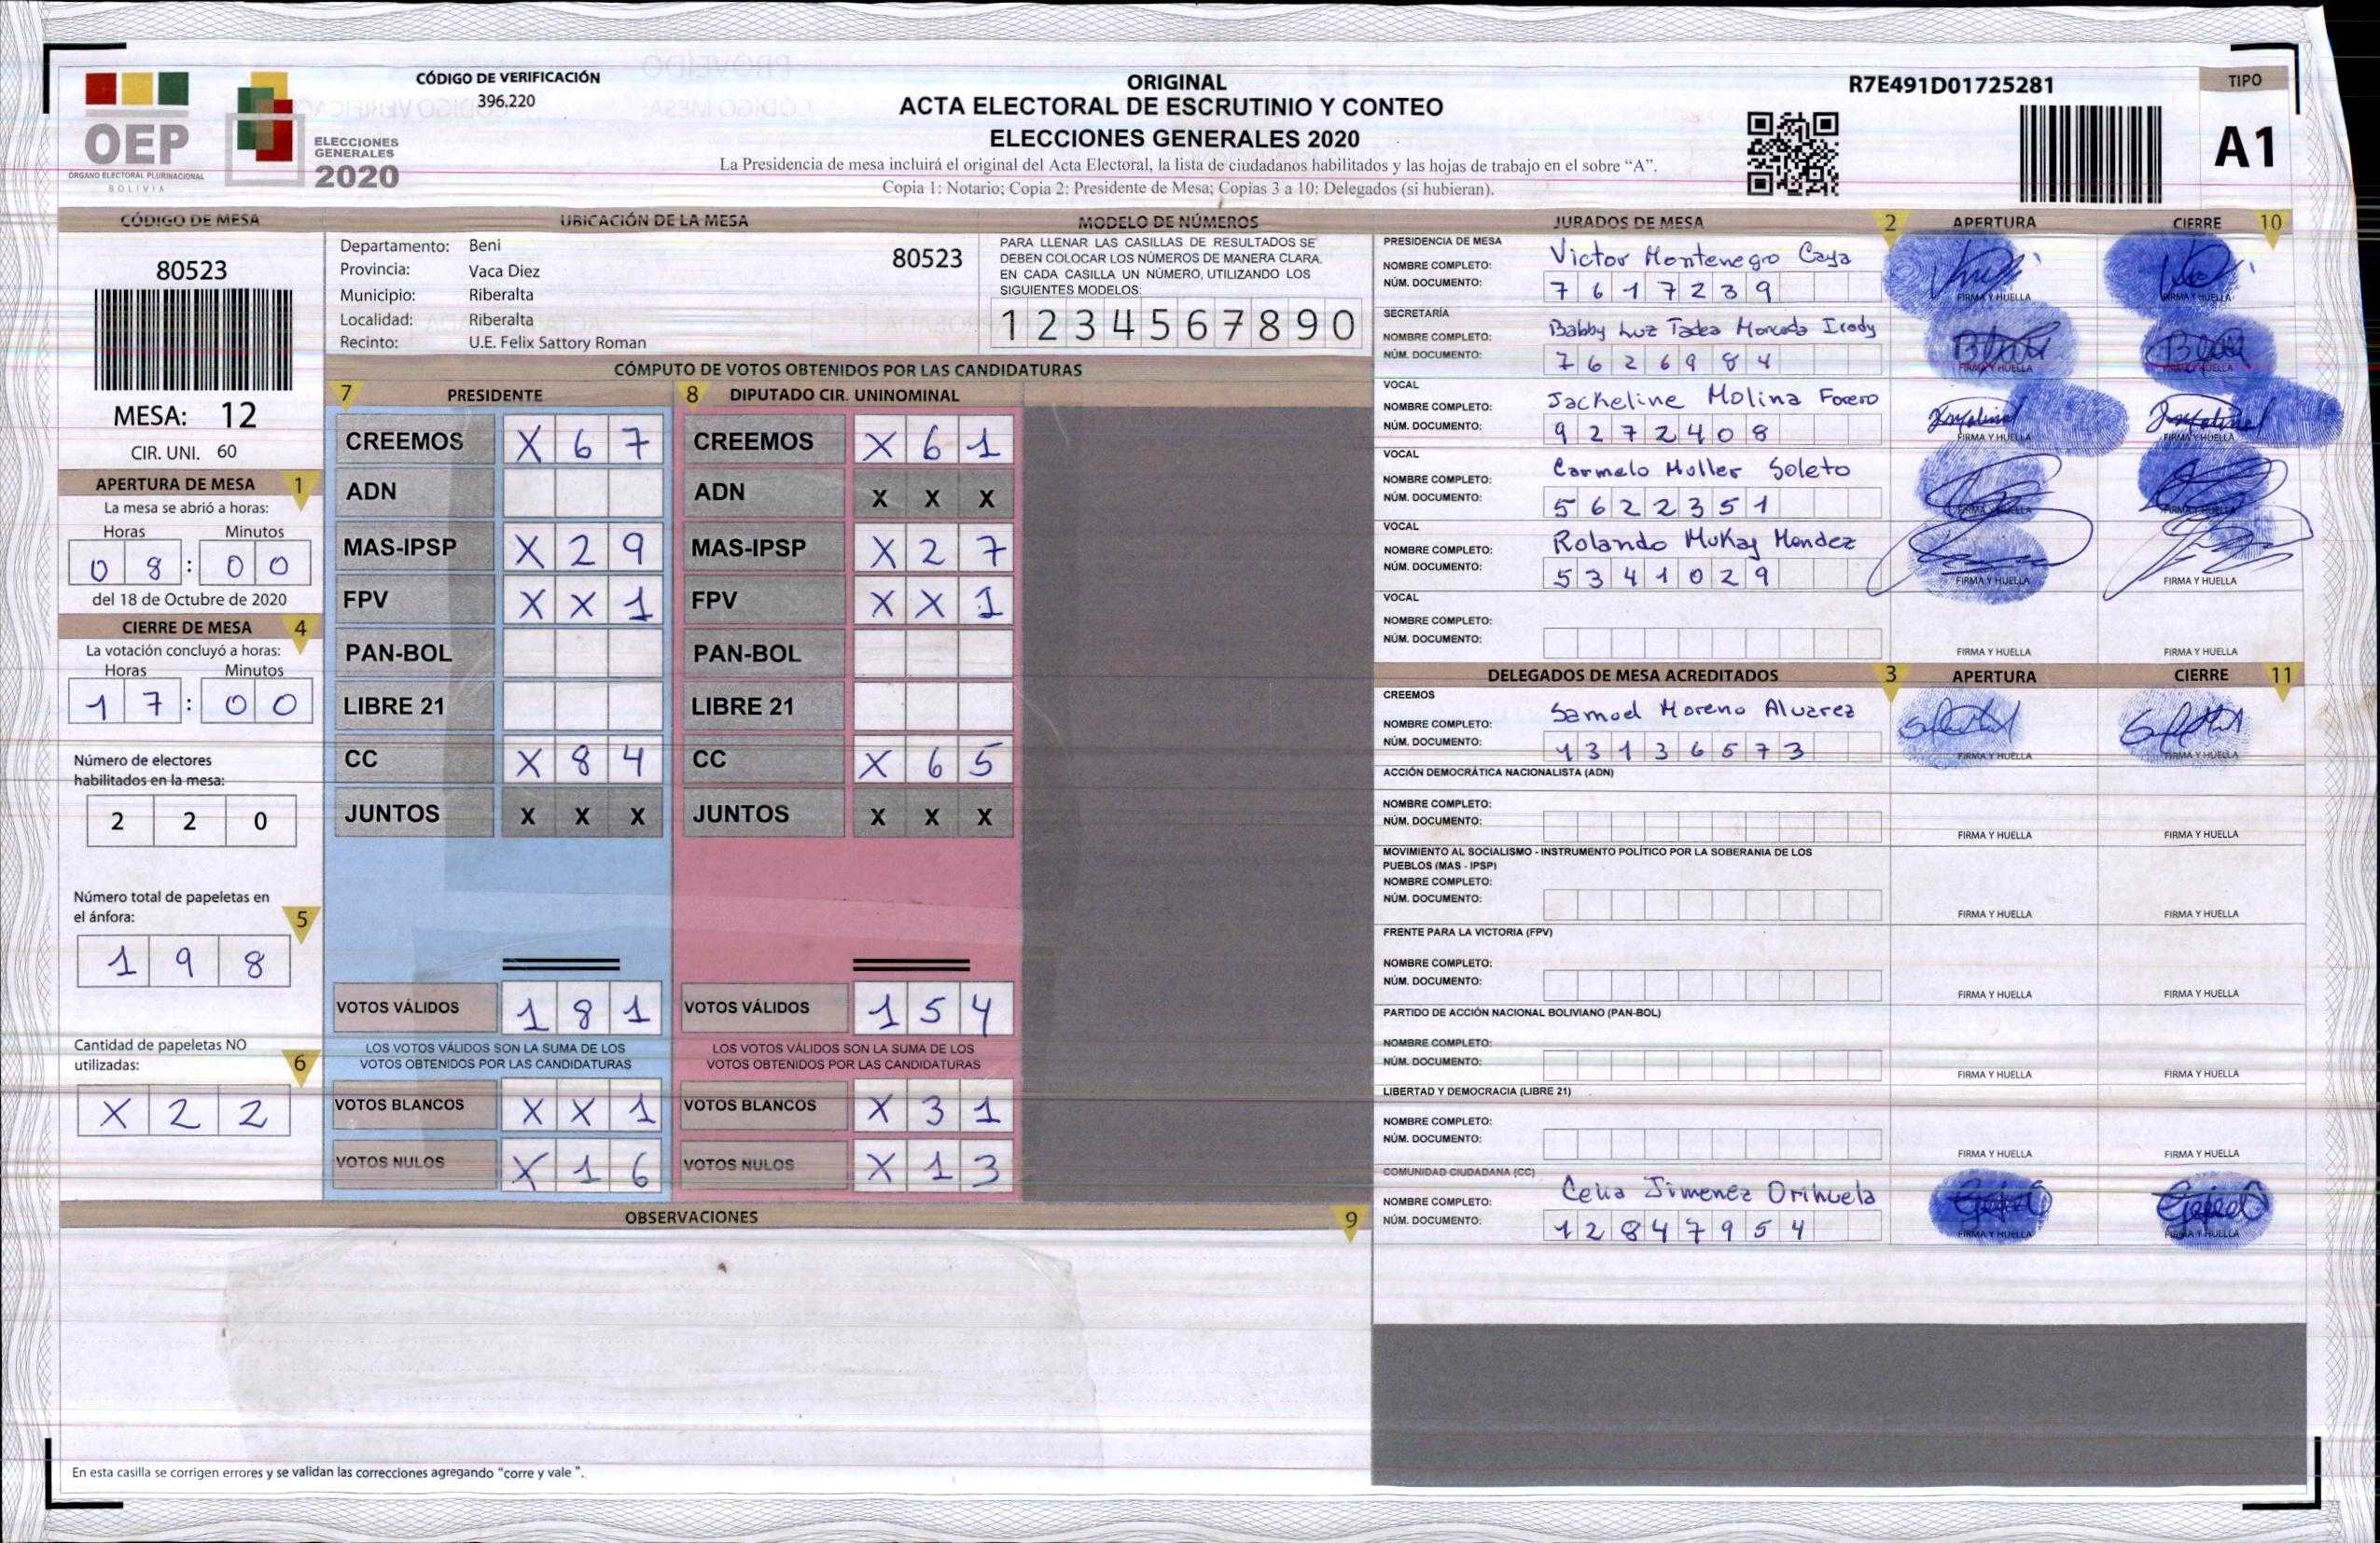 CÓDIGO DE VERIFICACIÓN
396.220
OEP
ÓRGANO ELECTORAL PLURINACIONAL
BOLIVIA
ELECCIONES
GENERALES
2020
ORIGINAL
ACTA ELECTORAL DE ESCRUTINIO Y CONTEO
ELECCIONES GENERALES 2020
La Presidencia de mesa incluirá el original del Acta Electoral, la lista de ciudadanos habilitados y las hojas de trabajo en el sobre “A”.
Copia 1: Notario; Copia 2: Presidente de Mesa; Copias 3 a 10: Delegados (si hubieran).
R7E491D01725281
TIPO
A1
CÓDIGO DE MESA
80523
MESA: 12
CIR. UNI. 60
APERTURA DE MESA 1
La mesa se abrió a horas:
Horas Minutos
0 8 : 0 0
del 18 de Octubre de 2020
CIERRE DE MESA 4
La votación concluyó a horas:
Horas Minutos
1 7 : 0 0
Número de electores
habilitados en la mesa:
2 2 0
Número total de papeletas en
el ánfora: 5
1 9 8
Cantidad de papeletas NO
utilizadas: 6
X 2 2
UBICACIÓN DE LA MESA
Departamento: Beni
80523
Provincia: Vaca Diez
Municipio: Riberalta
Localidad: Riberalta
Recinto: U.E. Felix Sattory Roman
MODELO DE NÚMEROS
PARA LLENAR LAS CASILLAS DE RESULTADOS SE
DEBEN COLOCAR LOS NÚMEROS DE MANERA CLARA.
EN CADA CASILLA UN NÚMERO, UTILIZANDO LOS
SIGUIENTES MODELOS:
1 2 3 4 5 6 7 8 9 0
CÓMPUTO DE VOTOS OBTENIDOS POR LAS CANDIDATURAS
7 PRESIDENTE
CREEMOS X 6 7
ADN
MAS-IPSP X 2 9
FPV X X 1
PAN-BOL
LIBRE 21
CC X 8 4
JUNTOS X X X
VOTOS VÁLIDOS 1 8 1
LOS VOTOS VÁLIDOS SON LA SUMA DE LOS
VOTOS OBTENIDOS POR LAS CANDIDATURAS
VOTOS BLANCOS X X 1
VOTOS NULOS X 1 6
8 DIPUTADO CIR. UNINOMINAL
CREEMOS X 6 1
ADN X X X
MAS-IPSP X 2 7
FPV X X 1
PAN-BOL
LIBRE 21
CC X 6 5
JUNTOS X X X
VOTOS VÁLIDOS 1 5 4
LOS VOTOS VÁLIDOS SON LA SUMA DE LOS
VOTOS OBTENIDOS POR LAS CANDIDATURAS
VOTOS BLANCOS X 3 1
VOTOS NULOS X 1 3
OBSERVACIONES 9
En esta casilla se corrigen errores y se validan las correcciones agregando “corre y vale ”.
JURADOS DE MESA 2 APERTURA CIERRE 10
PRESIDENCIA DE MESA
NOMBRE COMPLETO: Victor Montenegro Caya
NÚM. DOCUMENTO: 7 6 1 7 2 3 9
FIRMA Y HUELLA FIRMA Y HUELLA
SECRETARÍA
NOMBRE COMPLETO: Babby Luz
NÚM. DOCUMENTO: 7 6 2 6 9 8 4
FIRMA Y HUELLA FIRMA Y HUELLA
VOCAL
NOMBRE COMPLETO: Jackeline Molina Forero
NÚM. DOCUMENTO: 9 2 7 2 4 0 8
FIRMA Y HUELLA FIRMA Y HUELLA
VOCAL
NOMBRE COMPLETO: Carmelo Muller Soleto
NÚM. DOCUMENTO: 5 6 2 2 3 5 1
FIRMA Y HUELLA FIRMA Y HUELLA
VOCAL
NOMBRE COMPLETO: Rolando Mukay Mendez
NÚM. DOCUMENTO: 5 3 4 1 0 2 9
FIRMA Y HUELLA FIRMA Y HUELLA
VOCAL
NOMBRE COMPLETO:
NÚM. DOCUMENTO:
FIRMA Y HUELLA FIRMA Y HUELLA
DELEGADOS DE MESA ACREDITADOS 3 APERTURA CIERRE 11
CREEMOS
NOMBRE COMPLETO: Samuel Moreno Alvarez
NÚM. DOCUMENTO: 1 3 1 3 6 5 7 3
FIRMA Y HUELLA FIRMA Y HUELLA
ACCIÓN DEMOCRÁTICA NACIONALISTA (ADN)
NOMBRE COMPLETO:
NÚM. DOCUMENTO:
FIRMA Y HUELLA FIRMA Y HUELLA
MOVIMIENTO AL SOCIALISMO - INSTRUMENTO POLÍTICO POR LA SOBERANIA DE LOS
PUEBLOS (MAS - IPSP)
NOMBRE COMPLETO:
NÚM. DOCUMENTO:
FIRMA Y HUELLA FIRMA Y HUELLA
FRENTE PARA LA VICTORIA (FPV)
NOMBRE COMPLETO:
NÚM. DOCUMENTO:
FIRMA Y HUELLA FIRMA Y HUELLA
PARTIDO DE ACCIÓN NACIONAL BOLIVIANO (PAN-BOL)
NOMBRE COMPLETO:
NÚM. DOCUMENTO:
FIRMA Y HUELLA FIRMA Y HUELLA
LIBERTAD Y DEMOCRACIA (LIBRE 21)
NOMBRE COMPLETO:
NÚM. DOCUMENTO:
FIRMA Y HUELLA FIRMA Y HUELLA
COMUNIDAD CIUDADANA (CC)
NOMBRE COMPLETO: Celia Jimenez Orihuela
NÚM. DOCUMENTO: 1 2 8 4 7 9 5 4
FIRMA Y HUELLA FIRMA Y HUELLA